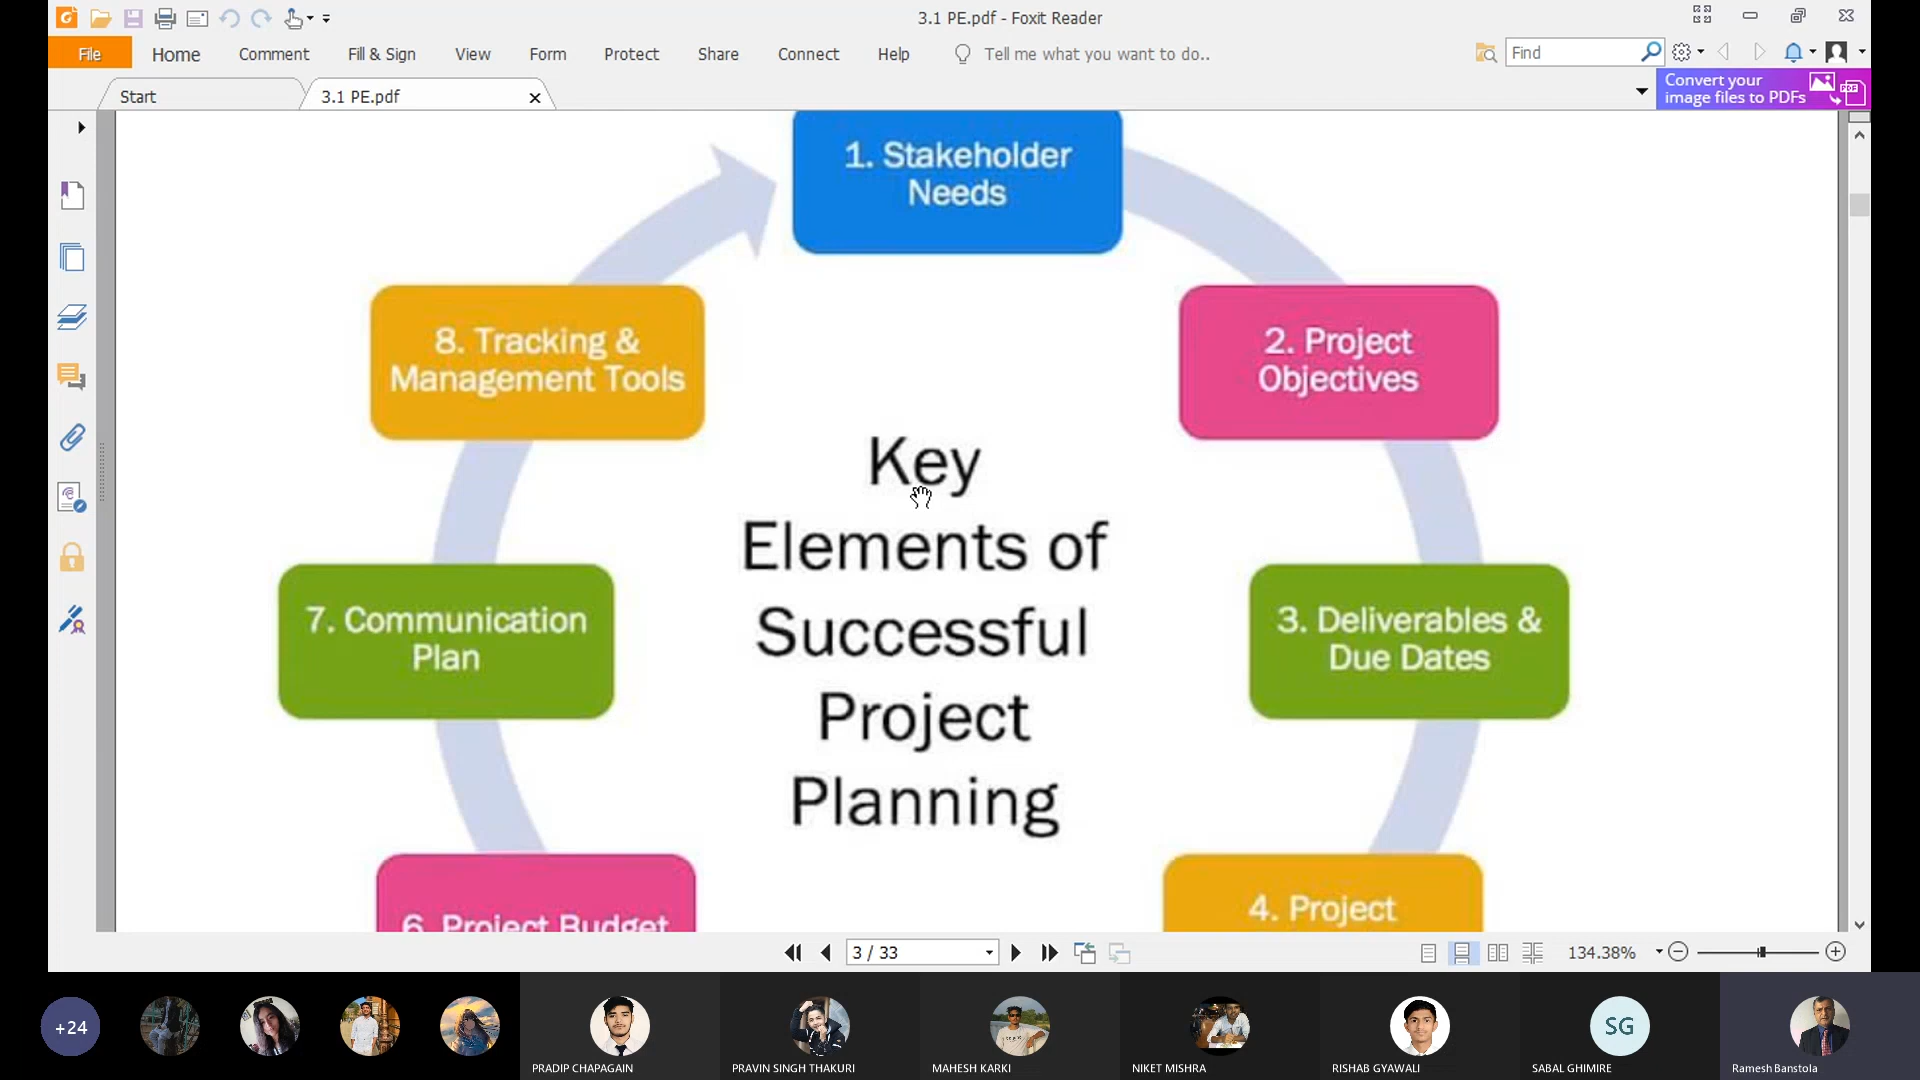 3.1 PE.pdf - Foxit Reader
File Home Comment Fill & Sign View Form Protect Share Connect Help Tell me what you want to do.. Find
Start 3.1 PE.pdf
Convert your
image files to PDFs
PDF
1. Stakeholder
Needs
2. Project
Objectives
3. Deliverables &
Due Dates
4. Project
6. Project Budget
7. Communication
Plan
8. Tracking &
Management Tools
Key
Elements of
Successful
Project
Planning
3 / 33 134.38%
+24
SG
PRADIP CHAPAGAIN PRAVIN SINGH THAKURI MAHESH KARKI NIKET MISHRA RISHAB GYAWALI SABAL GHIMIRE Ramesh Banstola